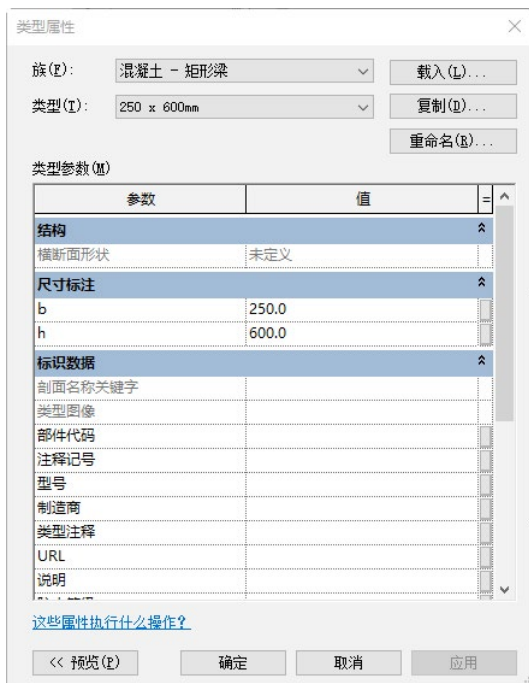 类型属性
族(F): 混凝土 - 矩形梁 载入(L)...
类型(T): 250 x 600mm 复制(D)...
重命名(R)...
类型参数(M)
参数 值 =
结构
横断面形状 未定义
尺寸标注
b 250.0
h 600.0
标识数据
剖面名称关键字
类型图像
部件代码
注释记号
型号
制造商
类型注释
URL
说明
这些属性执行什么操作?
<< 预览(P) 确定 取消 应用